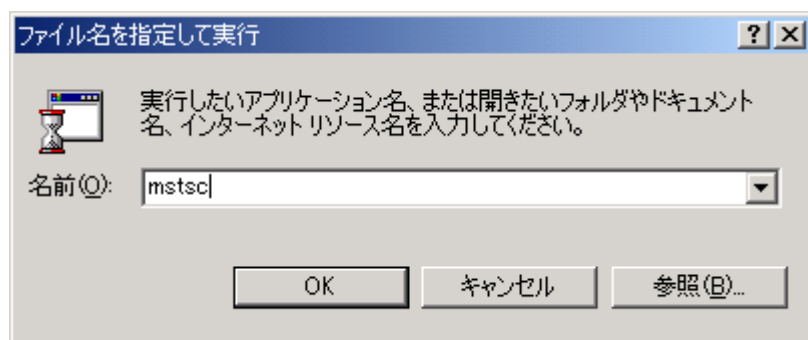 ファイル名を指定して実行
実行したいアプリケーション名、または開きたいフォルダやドキュメント
名、インターネット リソース名を入力してください。
名前(O): mstsc
OK キャンセル 参照(B)...